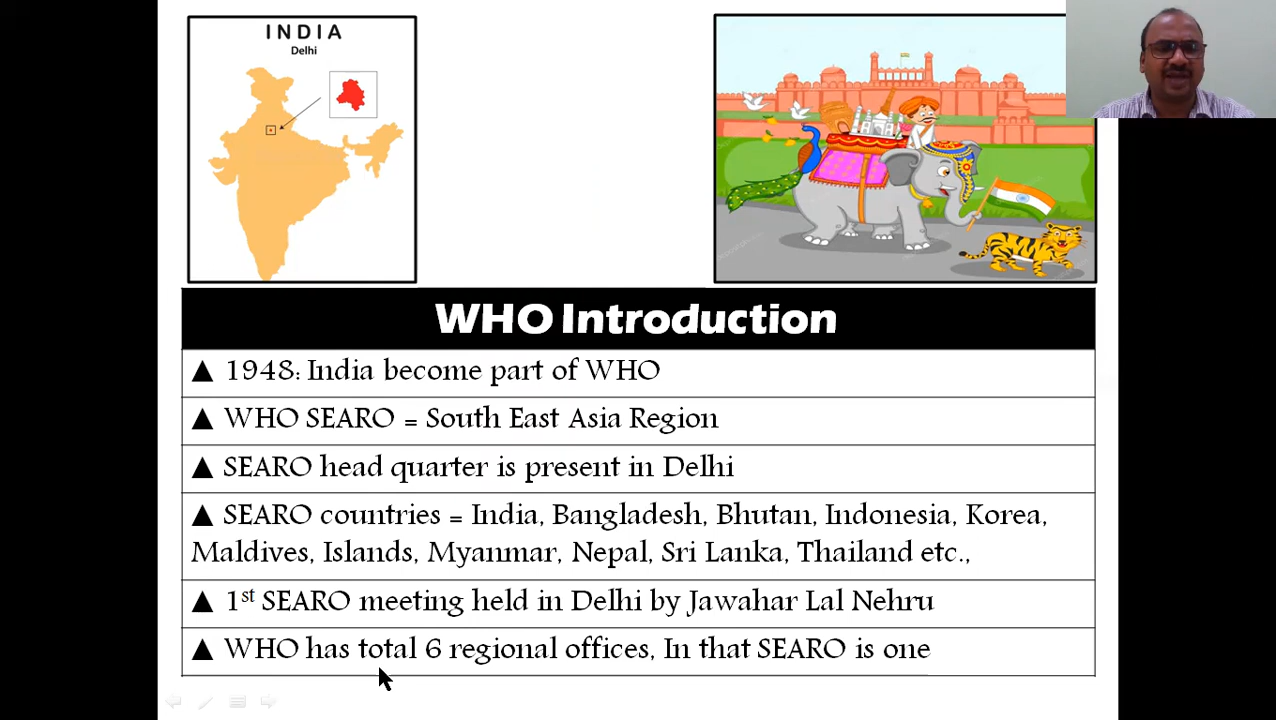 INDIA
Delhi
WHO Introduction
▲ 1948: India become part of WHO
▲ WHO SEARO = South East Asia Region
▲ SEARO head quarter is present in Delhi
▲ SEARO countries = India, Bangladesh, Bhutan, Indonesia, Korea,
Maldives, Islands, Myanmar, Nepal, Sri Lanka, Thailand etc.,
▲ 1st SEARO meeting held in Delhi by Jawahar Lal Nehru
▲ WHO has total 6 regional offices, In that SEARO is one